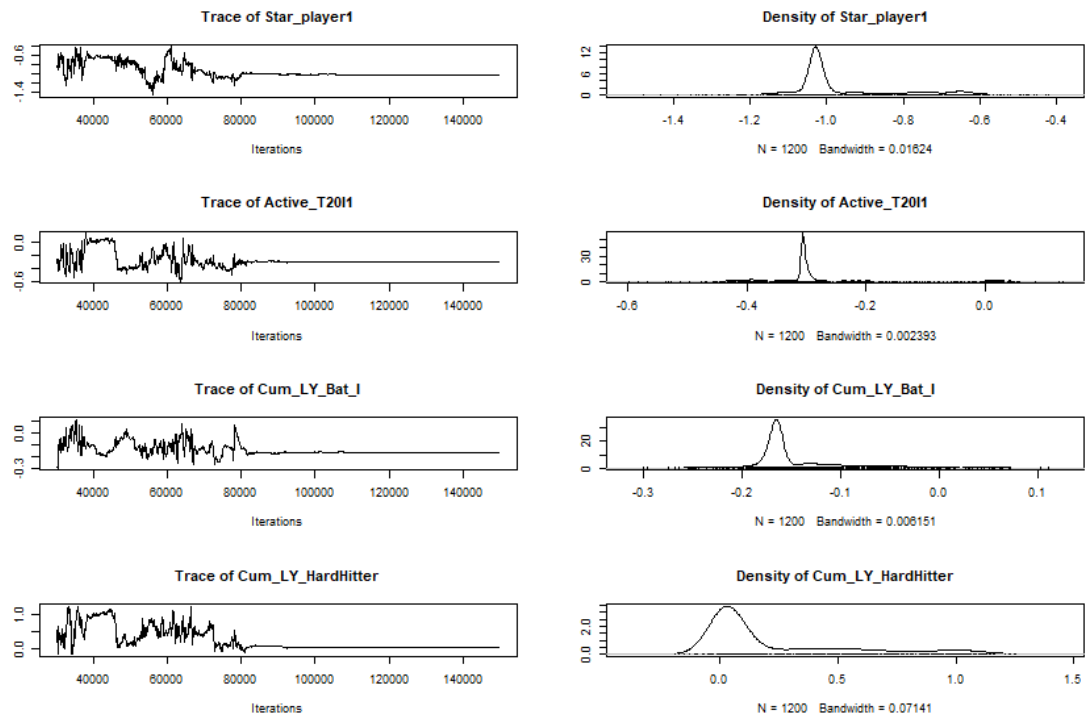 Trace of Star_player1
-1.4 -0.6
40000 60000 80000 100000 120000 140000
Iterations
Density of Star_player1
0 6 12
-1.4 -1.2 -1.0 -0.8 -0.6 -0.4
N = 1200 Bandwidth = 0.01624
Trace of Active_T20I1
-0.6 0.0
40000 60000 80000 100000 120000 140000
Iterations
Density of Active_T20I1
0 30
-0.6 -0.4 -0.2 0.0
N = 1200 Bandwidth = 0.002393
Trace of Cum_LY_Bat_I
-0.3 0.0
40000 60000 80000 100000 120000 140000
Iterations
Density of Cum_LY_Bat_I
0 20
-0.3 -0.2 -0.1 0.0 0.1
N = 1200 Bandwidth = 0.006151
Trace of Cum_LY_HardHitter
0.0 1.0
40000 60000 80000 100000 120000 140000
Iterations
Density of Cum_LY_HardHitter
0.0 2.0
0.0 0.5 1.0 1.5
N = 1200 Bandwidth = 0.07141